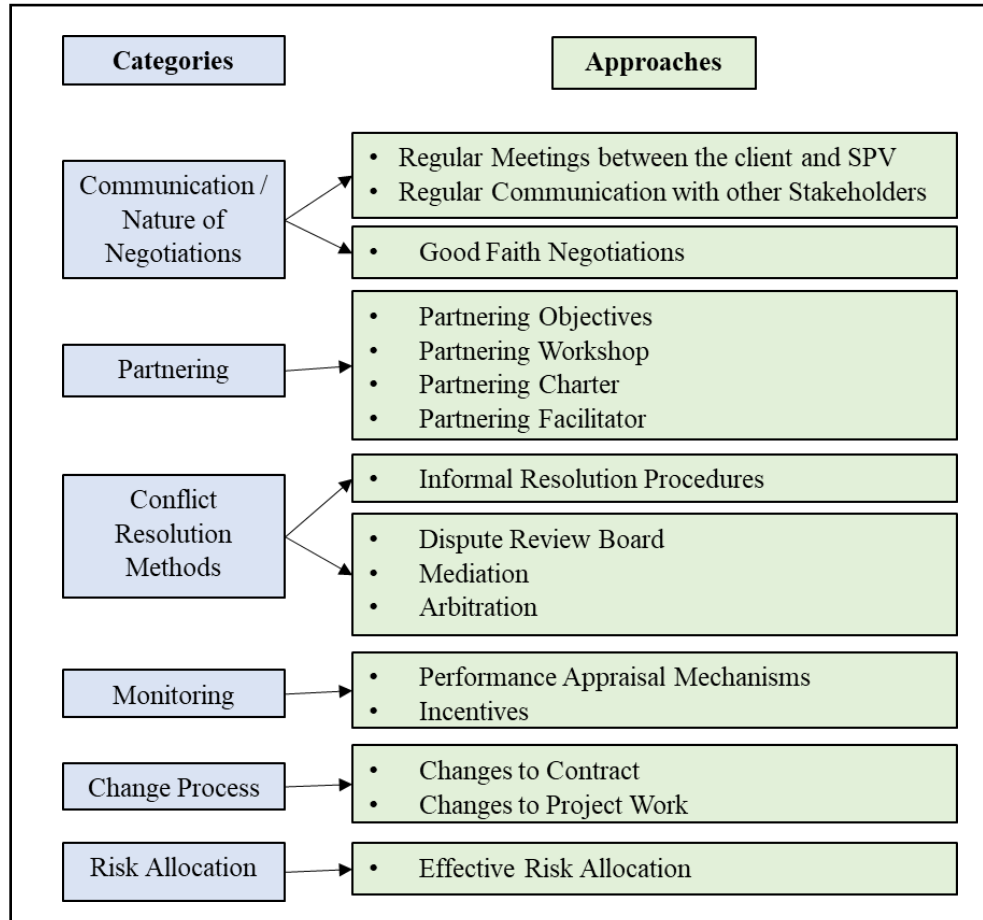 Categories
Approaches
Communication /
Nature of
Negotiations
• Regular Meetings between the client and SPV
• Regular Communication with other Stakeholders
• Good Faith Negotiations
Partnering
• Partnering Objectives
• Partnering Workshop
• Partnering Charter
• Partnering Facilitator
Conflict
Resolution
Methods
• Informal Resolution Procedures
• Dispute Review Board
• Mediation
• Arbitration
Monitoring
• Performance Appraisal Mechanisms
• Incentives
Change Process
• Changes to Contract
• Changes to Project Work
Risk Allocation
• Effective Risk Allocation